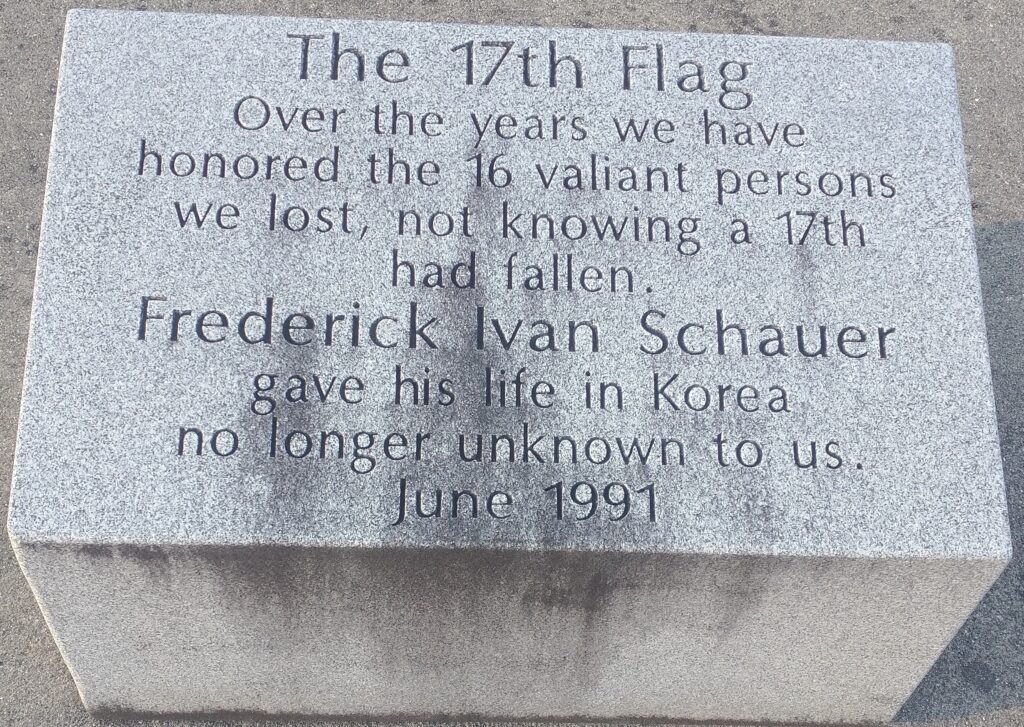 The 17th Flag
Over the years we have
honored the 16 valiant persons
we lost, not knowing a 17th
had fallen.
Frederick Ivan Schauer
gave his life in Korea
no longer unknown to us.
June 1991